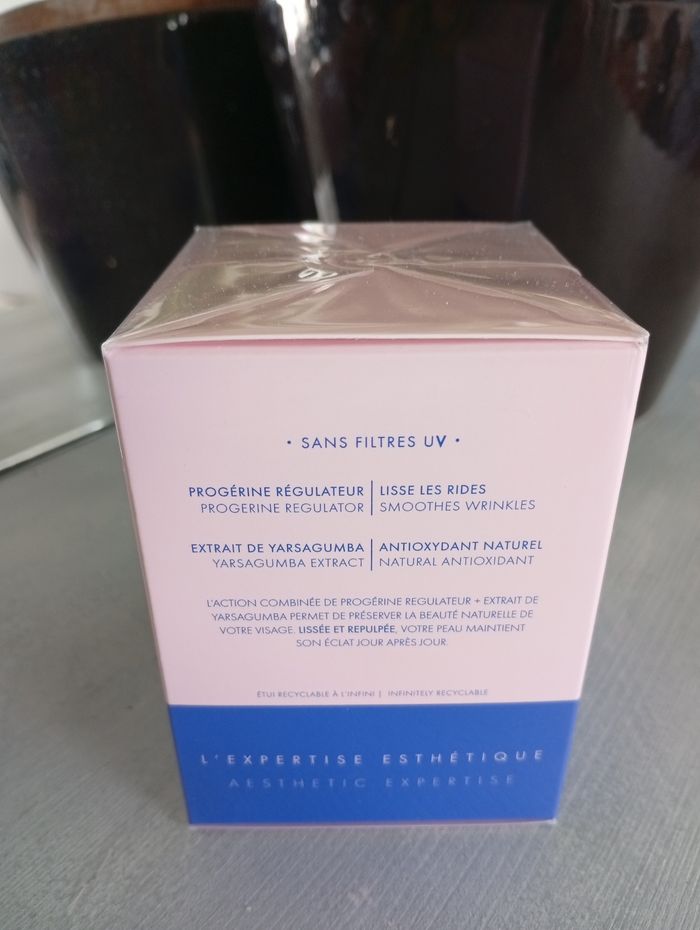 • SANS FILTRES UV •
PROGÉRINE RÉGULATEUR | LISSE LES RIDES
PROGERINE REGULATOR | SMOOTHES WRINKLES
EXTRAIT DE YARSAGUMBA | ANTIOXYDANT NATUREL
YARSAGUMBA EXTRACT | NATURAL ANTIOXIDANT
L'ACTION COMBINÉE DE PROGÉRINE REGULATEUR + EXTRAIT DE
YARSAGUMBA PERMET DE PRÉSERVER LA BEAUTÉ NATURELLE DE
VOTRE VISAGE. LISSÉE ET REPULPÉE, VOTRE PEAU MAINTIENT
SON ÉCLAT JOUR APRÈS JOUR.
ÉTUI RECYCLABLE À L'INFINI | INFINITELY RECYCLABLE
L'EXPERTISE ESTHÉTIQUE
AESTHETIC EXPERTISE